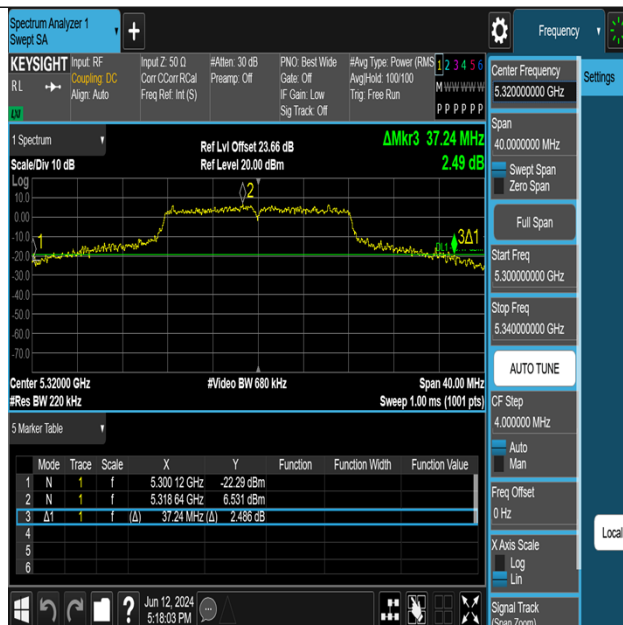 Spectrum Analyzer 1
Swept SA
+
Frequency
KEYSIGHT
RL
Input: RF
Coupling: DC
Align: Auto
Input Z: 50 Ω
Corr CCorr RCal
Freq Ref: Int (S)
#Atten: 30 dB
Preamp: Off
PNO: Best Wide
Gate: Off
IF Gain: Low
Sig Track: Off
#Avg Type: Power (RMS
Avg|Hold: 100/100
Trig: Free Run
1 2 3 4 5 6
M W W W W W
P P P P P P
LXI
1 Spectrum
Scale/Div 10 dB
Ref Lvl Offset 23.66 dB
Ref Level 20.00 dBm
ΔMkr3 37.24 MHz
2.49 dB
Log
10.0
0.00
-10.0
-20.0
-30.0
-40.0
-50.0
-60.0
-70.0
1
2
3Δ1
DL1
Center 5.32000 GHz
#Res BW 220 kHz
#Video BW 680 kHz
Span 40.00 MHz
Sweep 1.00 ms (1001 pts)
5 Marker Table
Mode Trace Scale X Y Function Function Width Function Value
1 N 1 f 5.300 12 GHz -22.29 dBm
2 N 1 f 5.318 64 GHz 6.531 dBm
3 Δ1 1 f (Δ) 37.24 MHz (Δ) 2.486 dB
4
5
6
Jun 12, 2024
5:18:03 PM
Center Frequency
5.320000000 GHz
Settings
Span
40.0000000 MHz
Swept Span
Zero Span
Full Span
Start Freq
5.300000000 GHz
Stop Freq
5.340000000 GHz
AUTO TUNE
CF Step
4.000000 MHz
Auto
Man
Freq Offset
0 Hz
Local
X Axis Scale
Log
Lin
Signal Track
(Span Zoom)